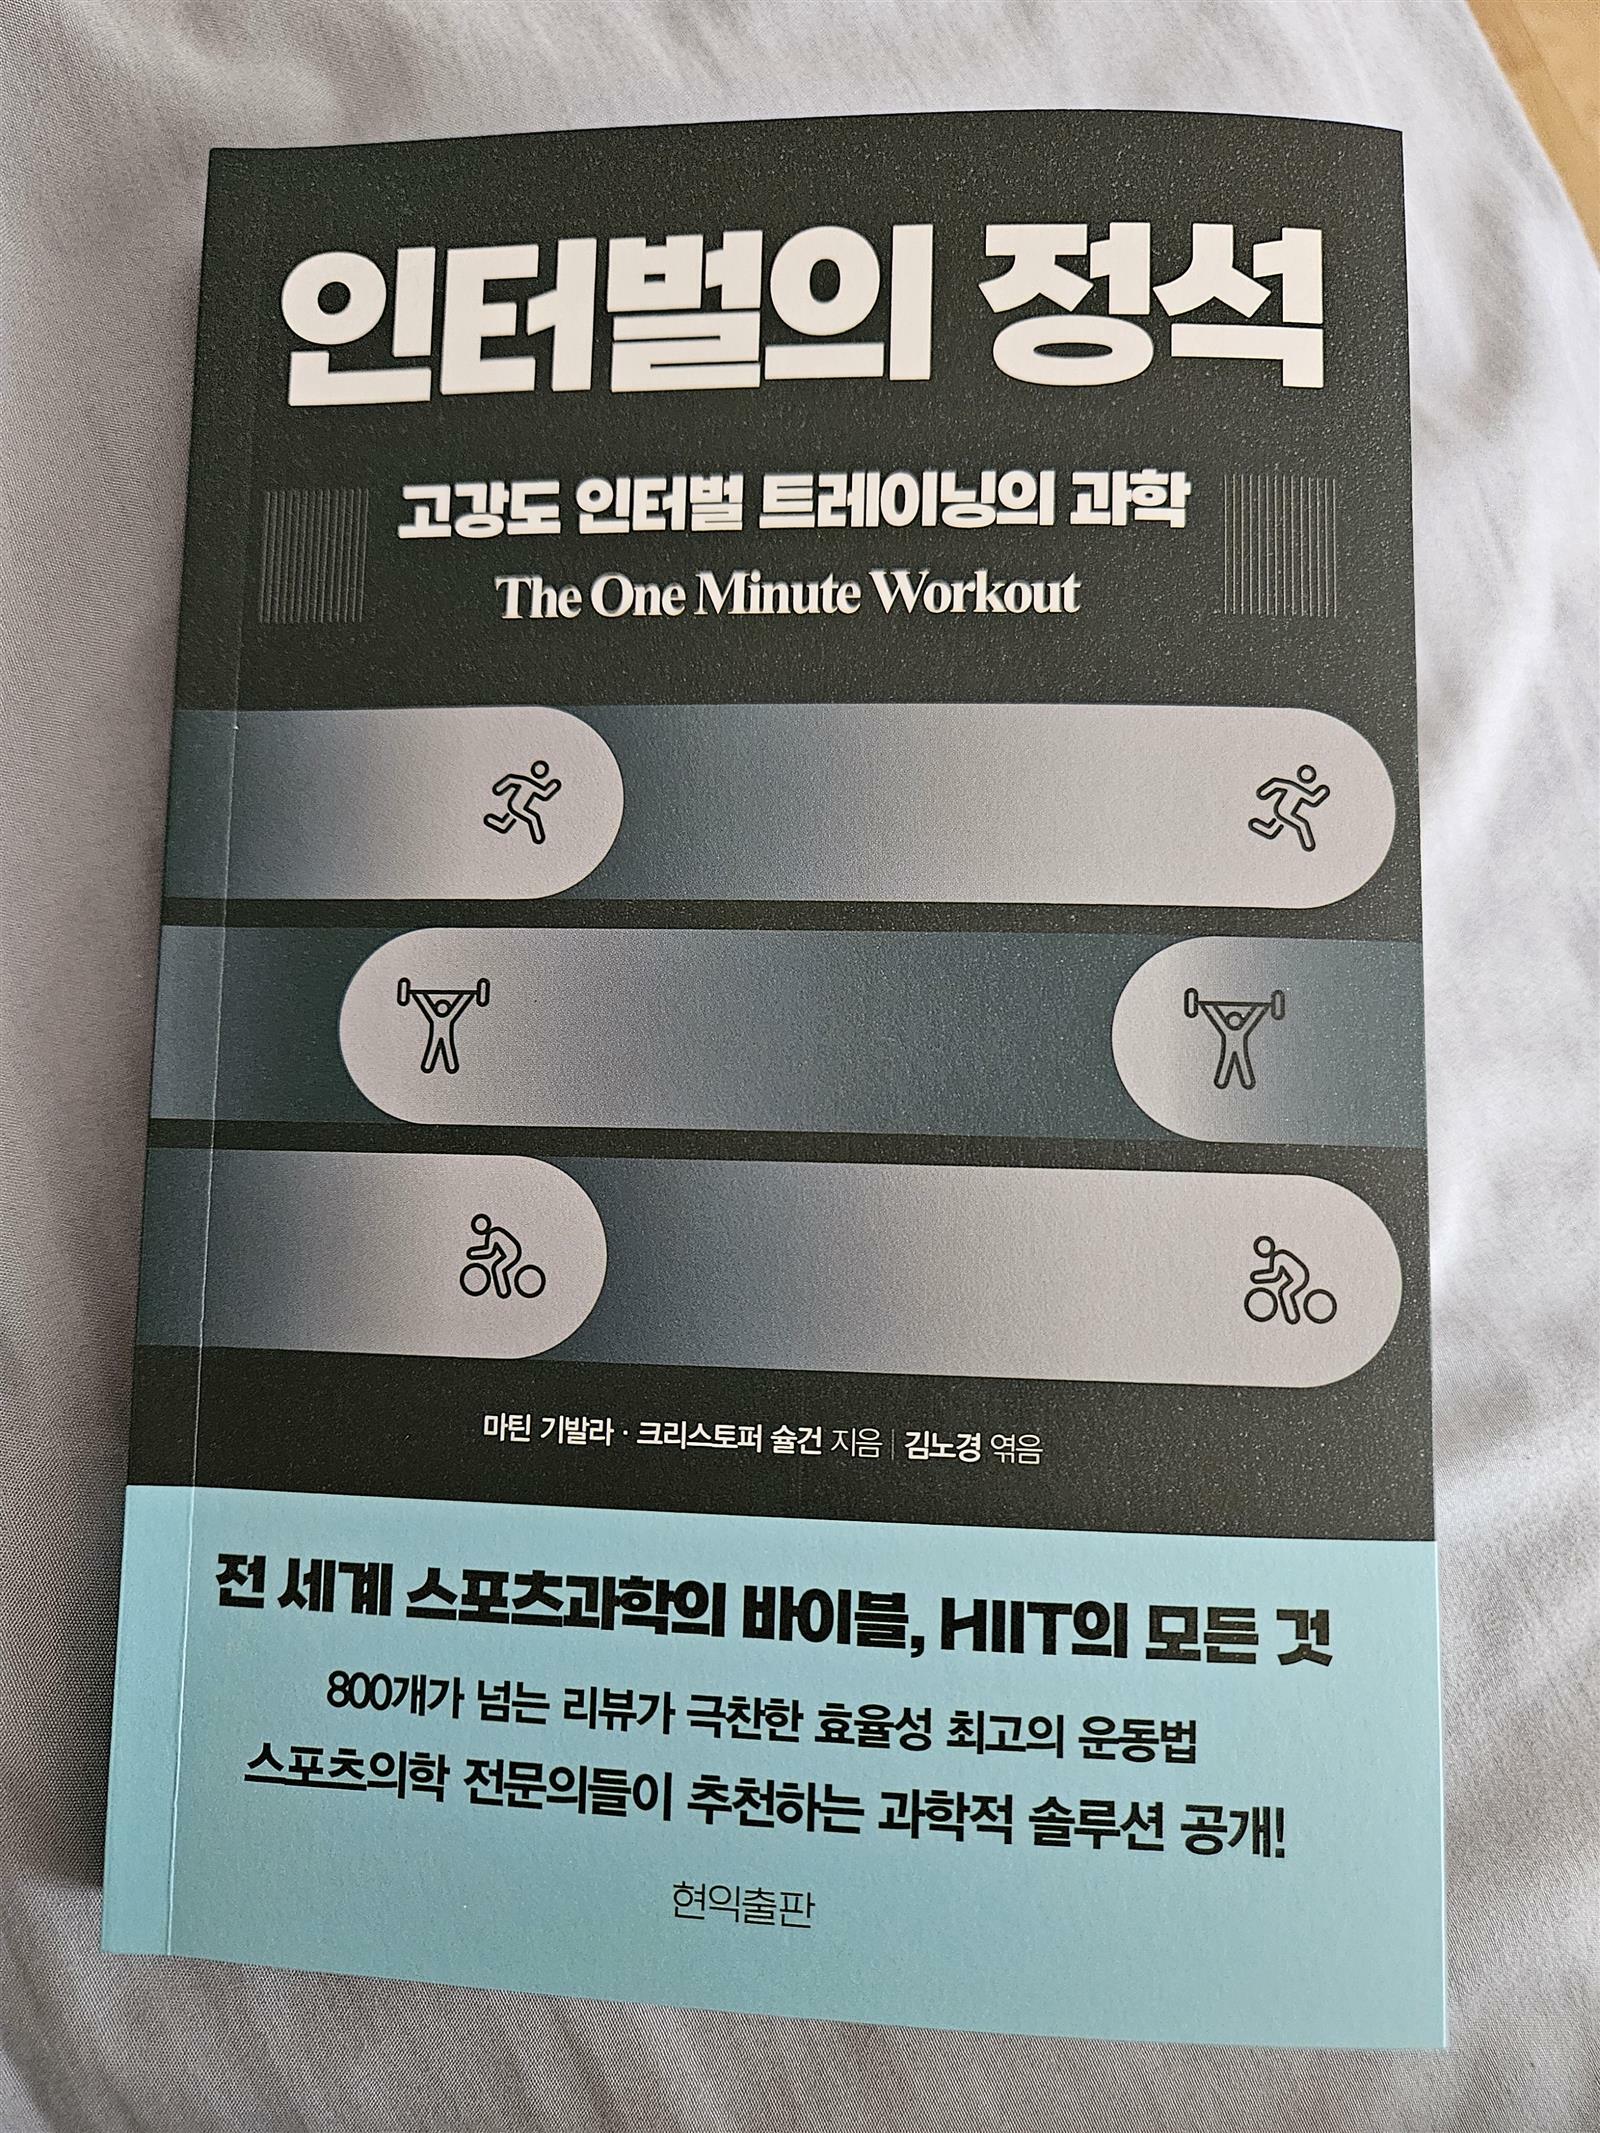 인터벌의 정석
고강도 인터벌 트레이닝의 과학
The One Minute Workout
마틴 기발라 · 크리스토퍼 슐건 지음 | 김노경 엮음
전 세계 스포츠과학의 바이블, HIIT의 모든 것
800개가 넘는 리뷰가 극찬한 효율성 최고의 운동법
스포츠의학 전문의들이 추천하는 과학적 솔루션 공개!
현익출판